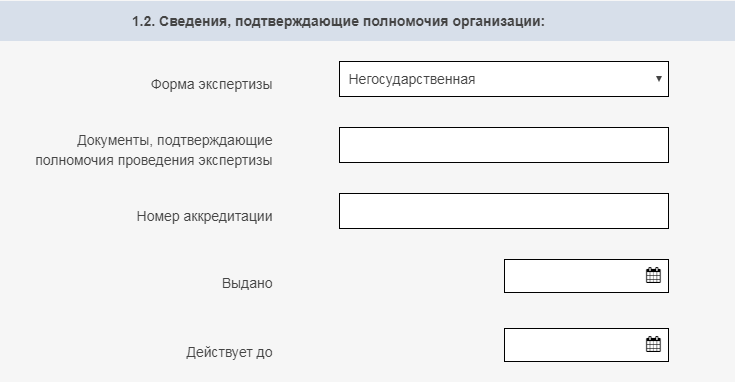 1.2. Сведения, подтверждающие полномочия организации:
Форма экспертизы
Негосударственная
Документы, подтверждающие
полномочия проведения экспертизы
Номер аккредитации
Выдано
Действует до